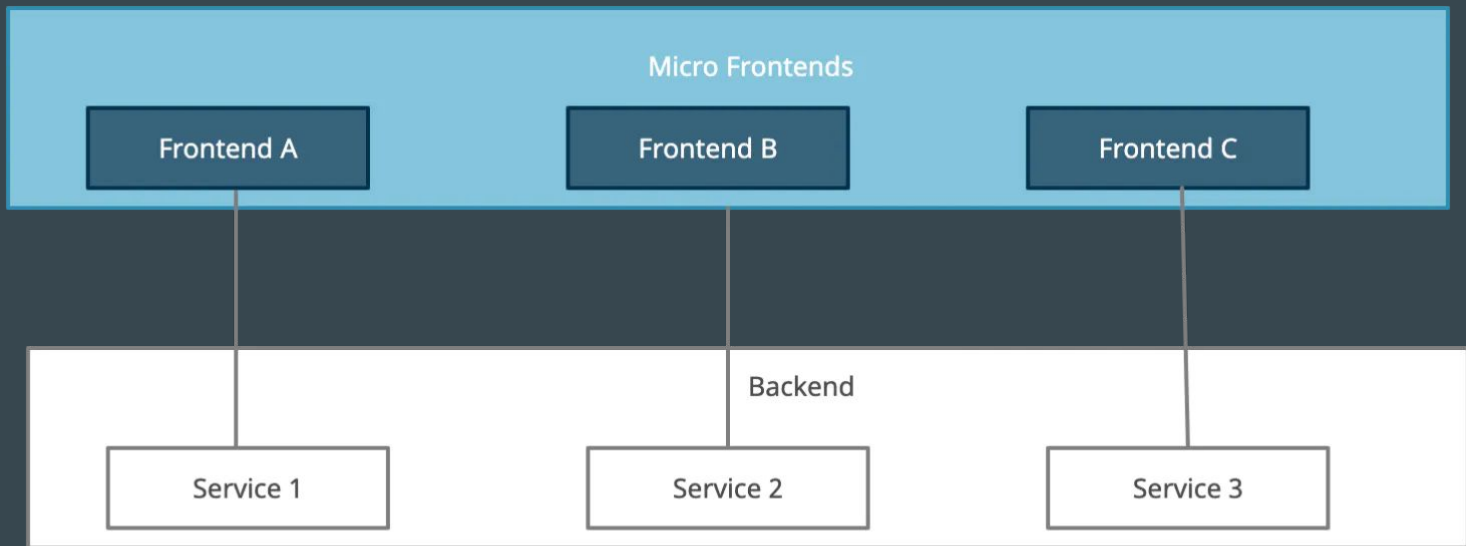 Micro Frontends
Frontend A
Frontend B
Frontend C
Backend
Service 1
Service 2
Service 3